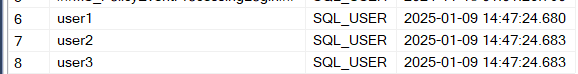 6 user1 SQL_USER 2025-01-09 14:47:24.680
7 user2 SQL_USER 2025-01-09 14:47:24.683
8 user3 SQL_USER 2025-01-09 14:47:24.683